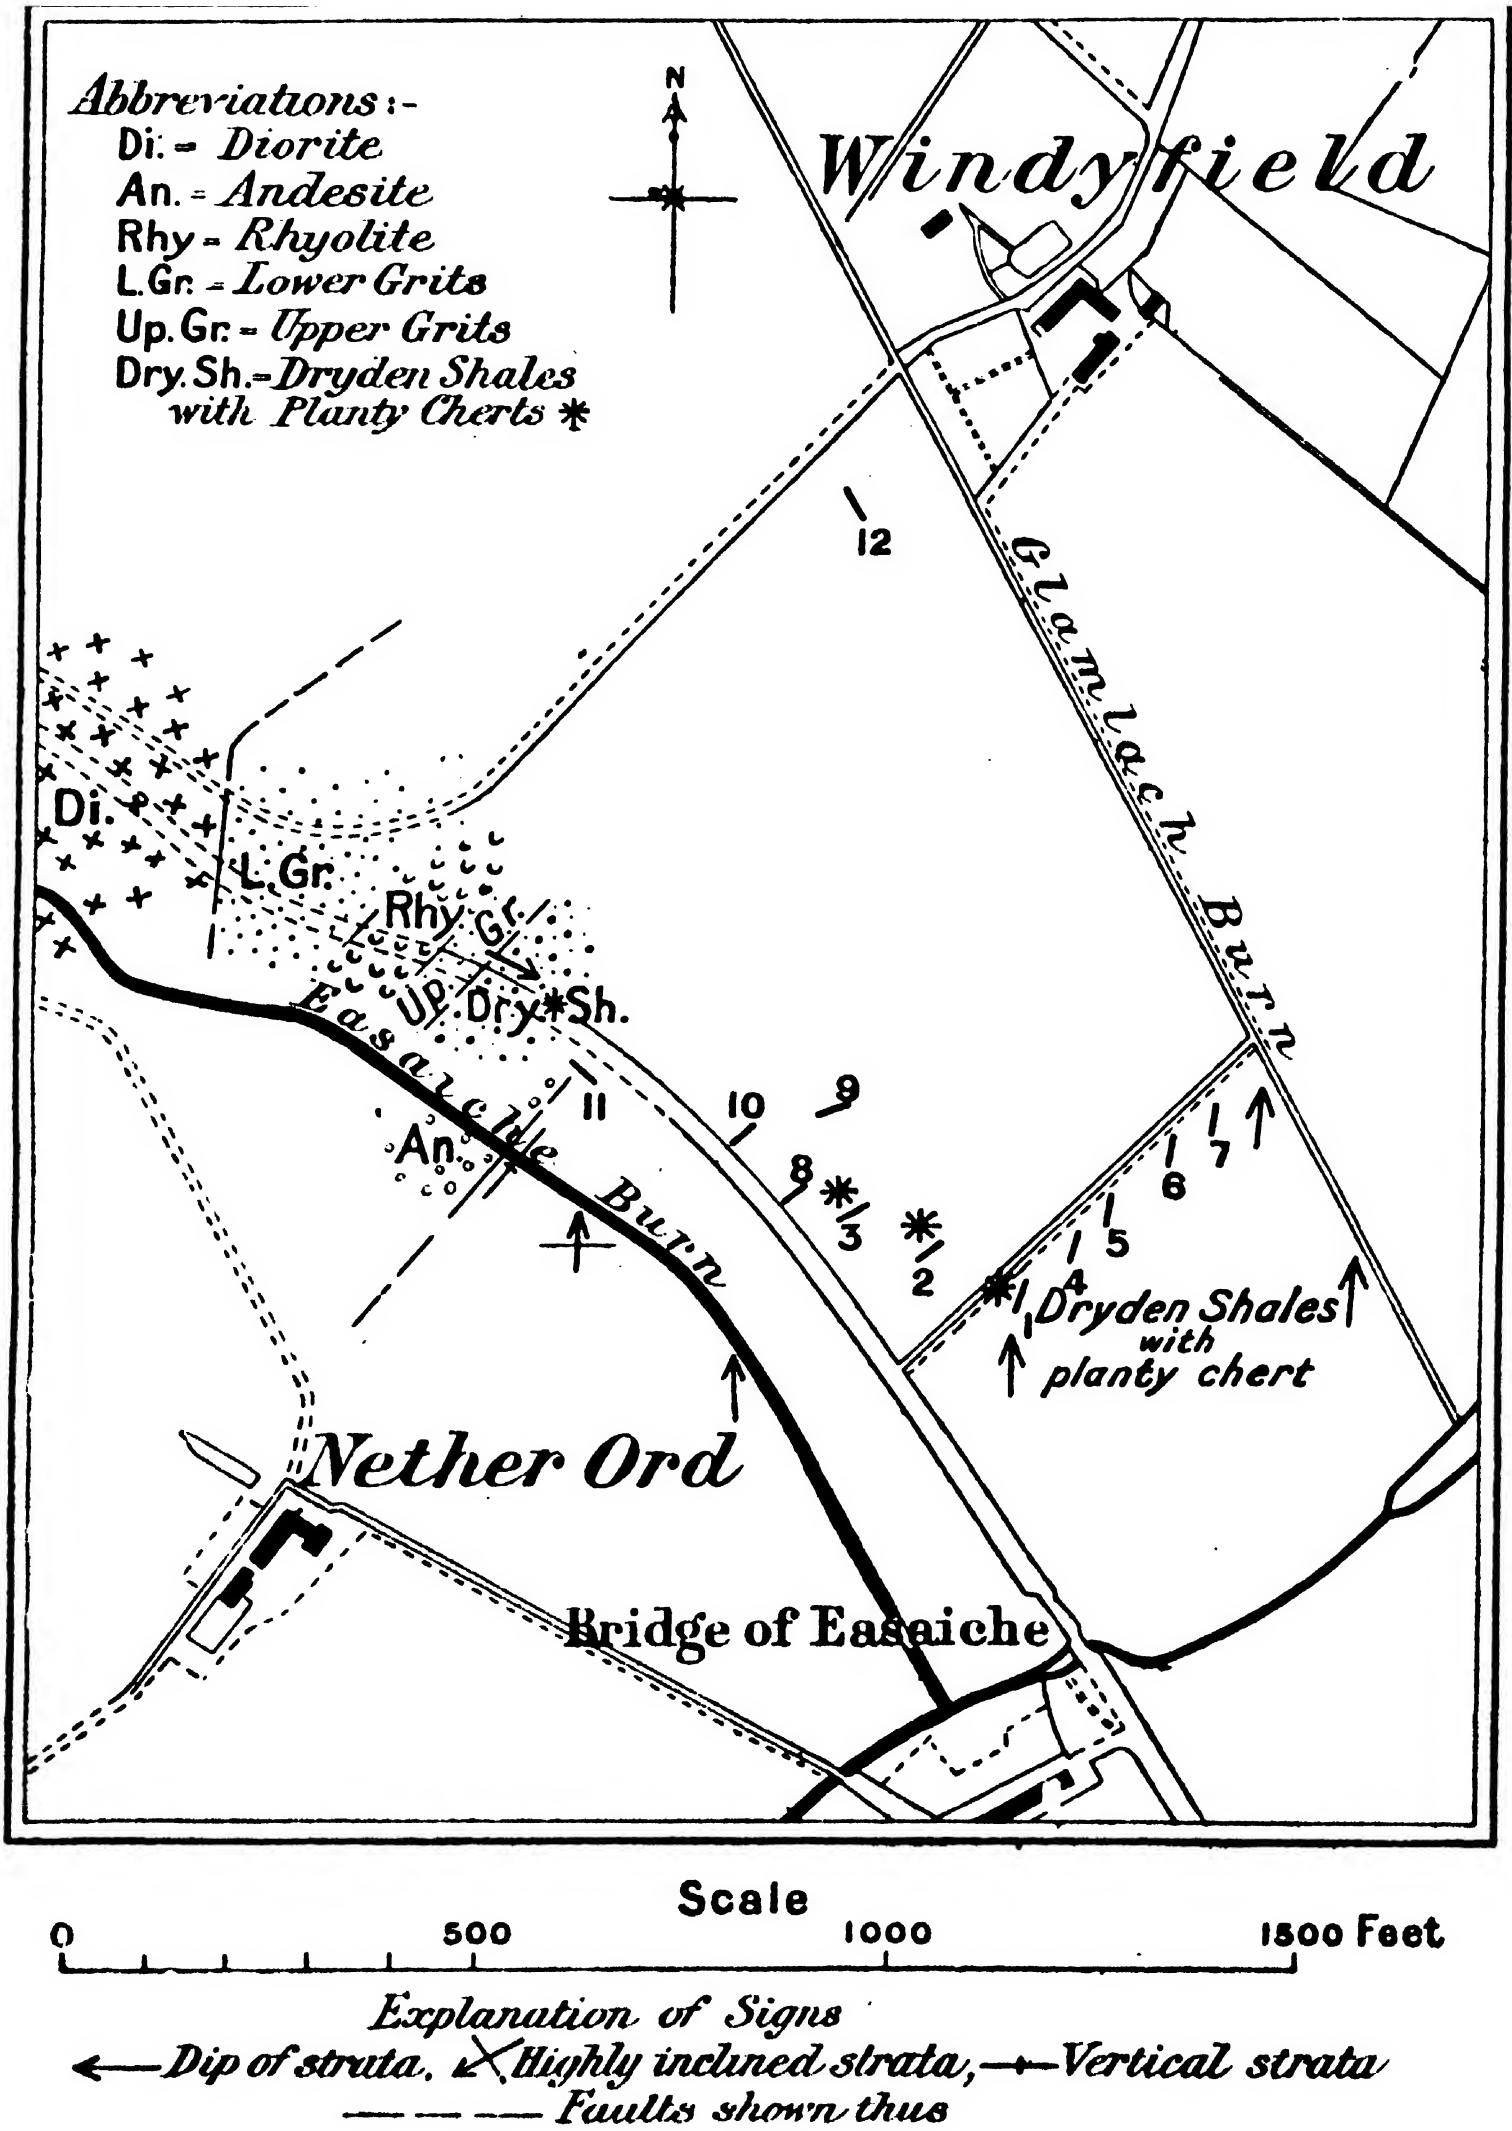 Abbreviations:-
Di. = Diorite
An. = Andesite
Rhy = Rhyolite
L.Gr. = Lower Grits
Up.Gr. = Upper Grits
Dry.Sh. = Dryden Shales
with Planty Cherts *
N
Windyfield
12
Glamlach Burn
Di.
L.Gr.
Rhy.
Up. Gr.
Dry. * Sh.
Easaiche Burn
An.
11
10
9
8
3
2
7
6
5
4
1
Dryden Shales
with
planty chert
Nether Ord
Bridge of Easaiche
Scale
0 500 1000 1500 Feet
Explanation of Signs
Dip of strata. Highly inclined strata, Vertical strata
Faults shown thus